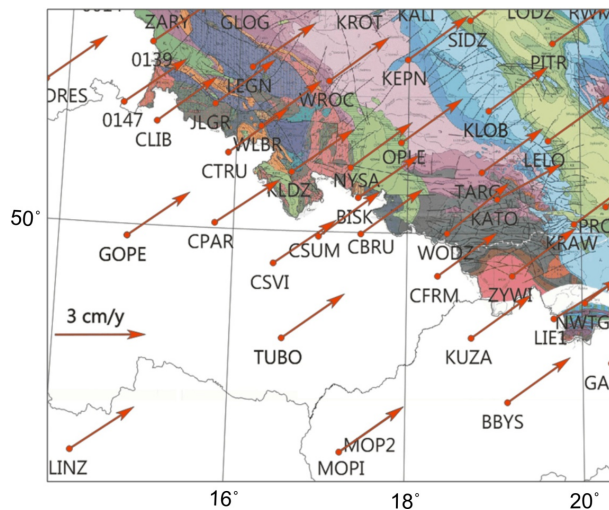 ZARY
GLOG
KROT
KALI
LODZ
SIDZ
0139
PITR
LEGN
KEPN
WROC
DRES
0147
JLGR
CLIB
KLOB
WLBR
OPLE
LELO
CTRU
NYSA
KLDZ
TARG
BISK
KATO
50°
CPAR
CSUM
CBRU
GOPE
WODZ
KRAW
CSVI
CFRM
ZYWI
3 cm/y
NWTG
LIE1
TUBO
KUZA
BBYS
MOP2
LINZ
MOPI
16°
18°
20°